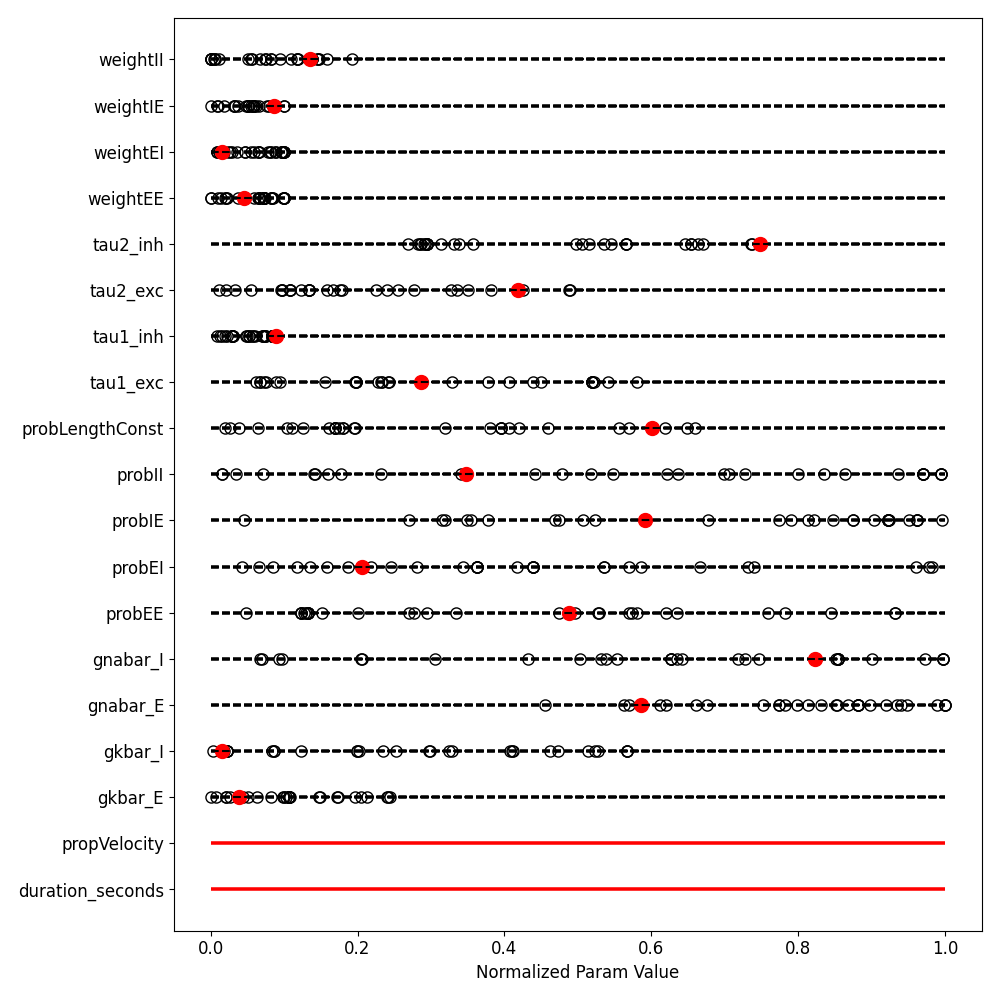 weightII
weightIE
weightEI
weightEE
tau2_inh
tau2_exc
tau1_inh
tau1_exc
probLengthConst
probII
probIE
probEI
probEE
gnabar_I
gnabar_E
gkbar_I
gkbar_E
propVelocity
duration_seconds
0.0 0.2 0.4 0.6 0.8 1.0
Normalized Param Value